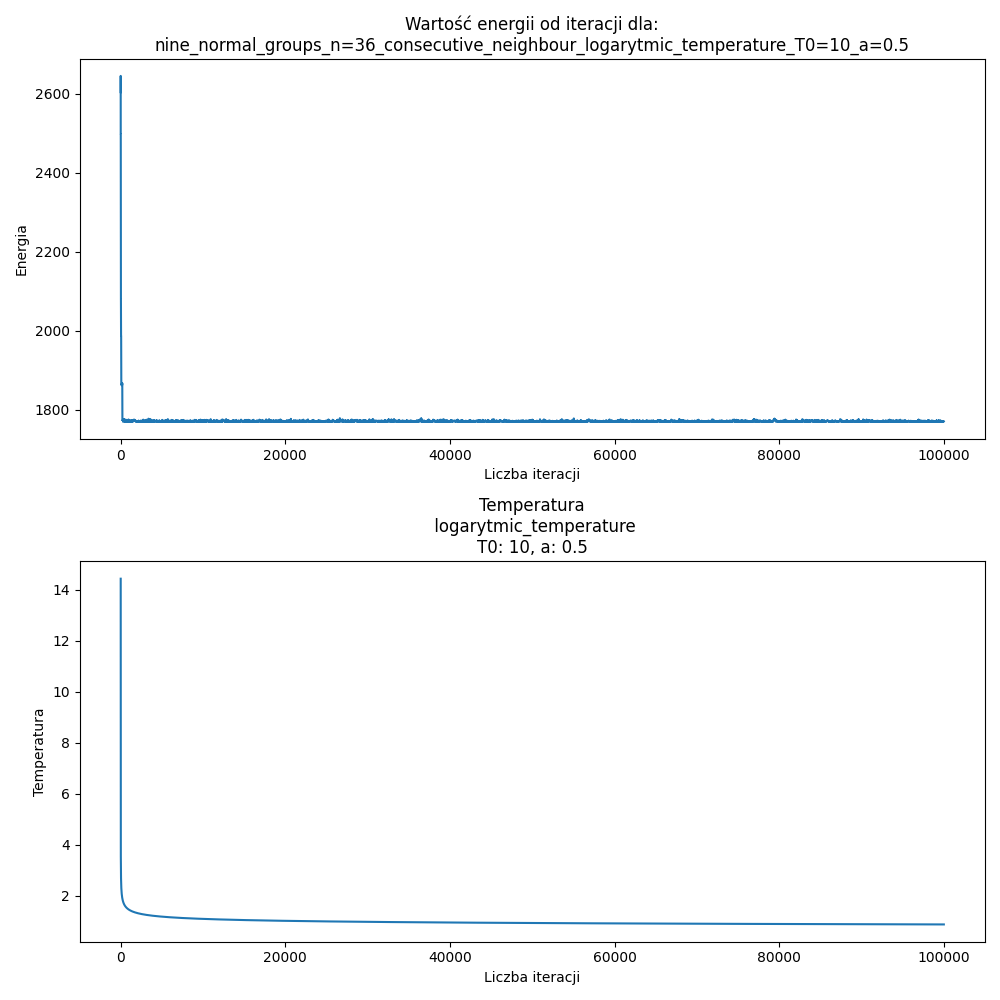 Wartość energii od iteracji dla:
nine_normal_groups_n=36_consecutive_neighbour_logarytmic_temperature_T0=10_a=0.5
2600
2400
2200
2000
1800
Energia
0 20000 40000 60000 80000 100000
Liczba iteracji
Temperatura
logarytmic_temperature
T0: 10, a: 0.5
14
12
10
8
6
4
2
Temperatura
0 20000 40000 60000 80000 100000
Liczba iteracji